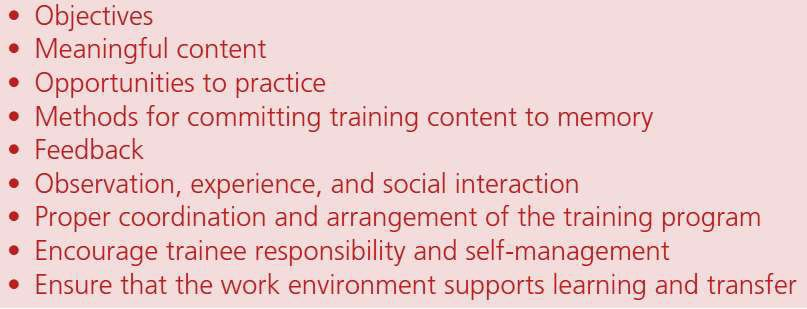 • Objectives
• Meaningful content
• Opportunities to practice
• Methods for committing training content to memory
• Feedback
• Observation, experience, and social interaction
• Proper coordination and arrangement of the training program
• Encourage trainee responsibility and self-management
• Ensure that the work environment supports learning and transfer